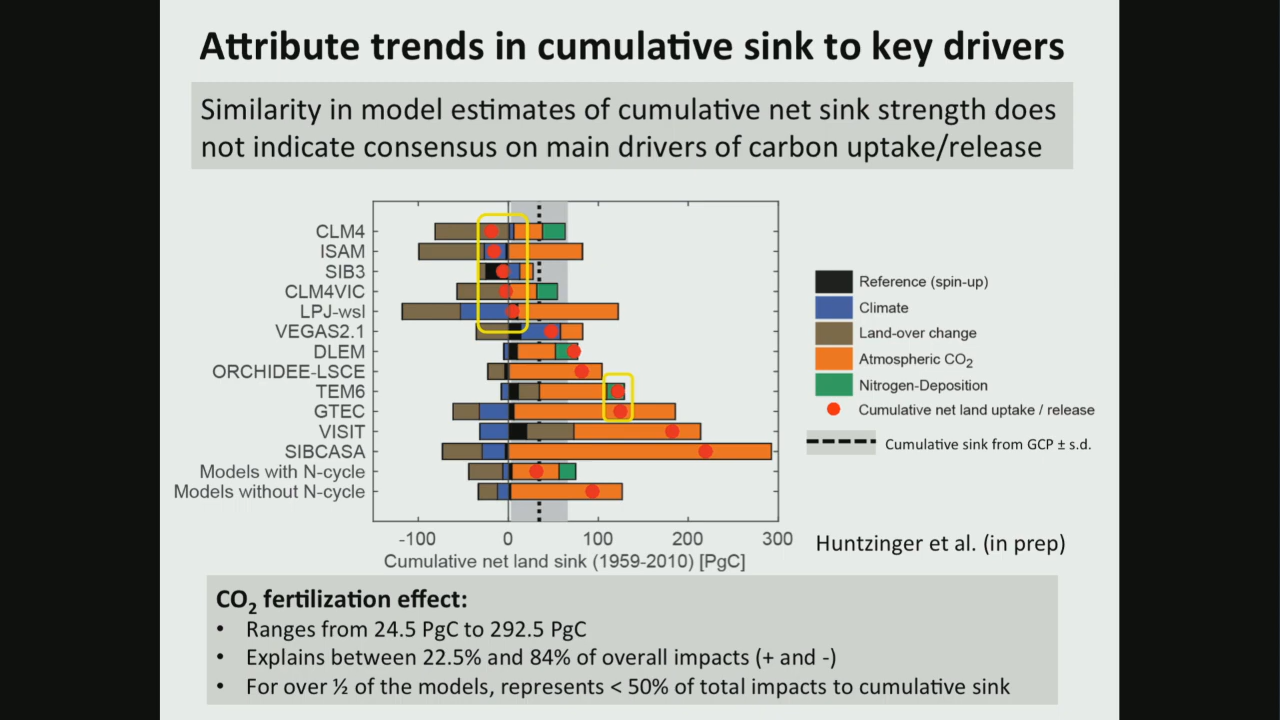 Attribute trends in cumulative sink to key drivers
Similarity in model estimates of cumulative net sink strength does
not indicate consensus on main drivers of carbon uptake/release
CLM4
ISAM
SIB3
CLM4VIC
LPJ-wsl
VEGAS2.1
DLEM
ORCHIDEE-LSCE
TEM6
GTEC
VISIT
SIBCASA
Models with N-cycle
Models without N-cycle
-100 0 100 200 300
Cumulative net land sink (1959-2010) [PgC]
Reference (spin-up)
Climate
Land-over change
Atmospheric CO₂
Nitrogen-Deposition
Cumulative net land uptake / release
Cumulative sink from GCP ± s.d.
Huntzinger et al. (in prep)
CO₂ fertilization effect:
• Ranges from 24.5 PgC to 292.5 PgC
• Explains between 22.5% and 84% of overall impacts (+ and -)
• For over ½ of the models, represents < 50% of total impacts to cumulative sink